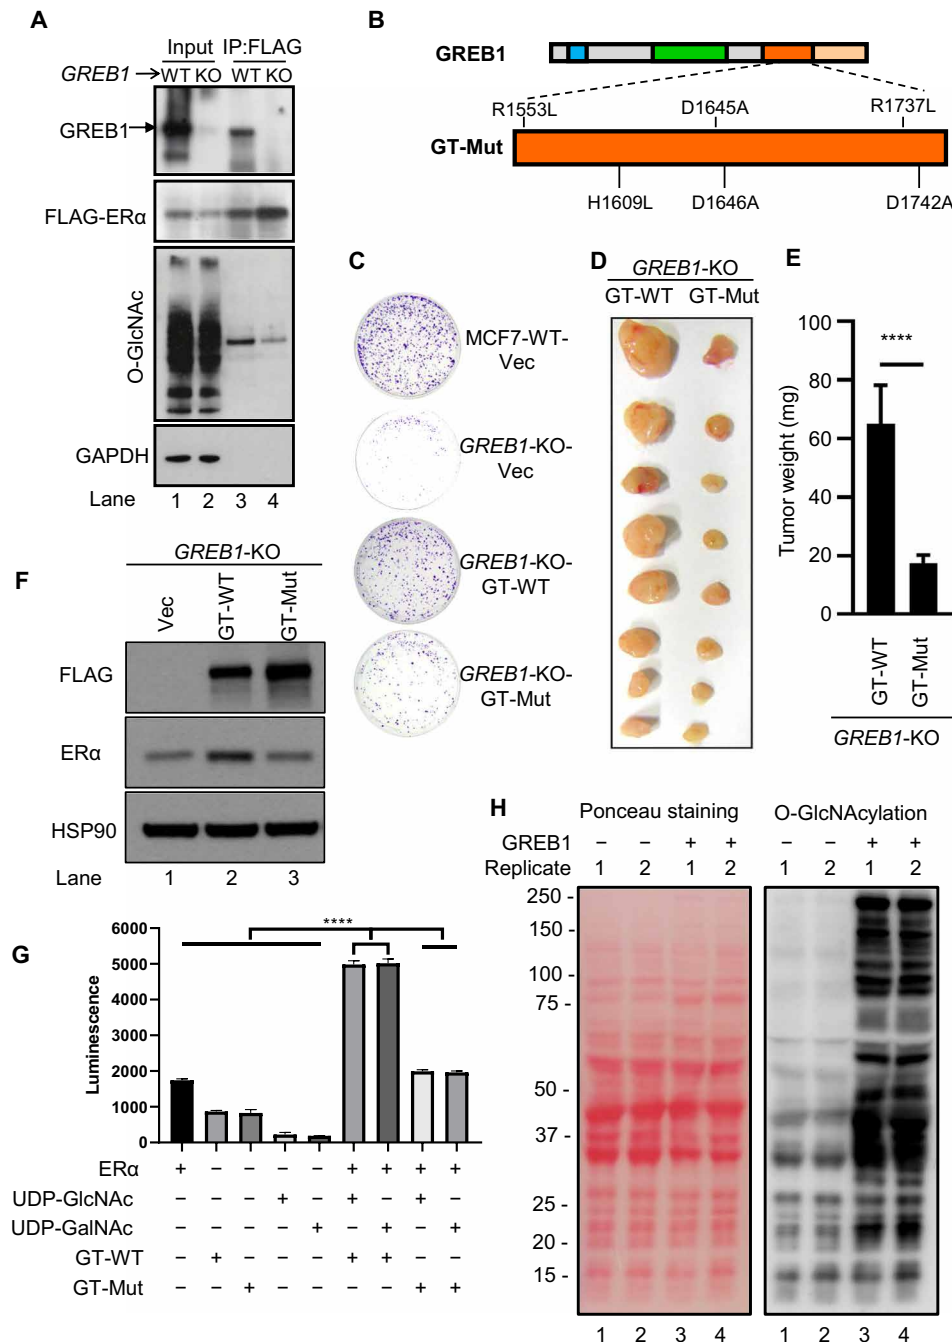 A
Input IP:FLAG
GREB1 WT KO WT KO
GREB1
FLAG-ERα
O-GlcNAc
GAPDH
Lane 1 2 3 4
B
GREB1
R1553L D1645A R1737L
GT-Mut
H1609L D1646A D1742A
C
MCF7-WT-
Vec
GREB1-KO-
Vec
GREB1-KO-
GT-WT
GREB1-KO-
GT-Mut
D
GREB1-KO
GT-WT GT-Mut
E
Tumor weight (mg)
100
80
60
40
20
0
****
GT-WT
GT-Mut
GREB1-KO
F
GREB1-KO
Vec
GT-WT
GT-Mut
FLAG
ERα
HSP90
Lane 1 2 3
G
Luminescence
6000
5000
4000
3000
2000
1000
0
****
ERα + − − − − + + + +
UDP-GlcNAc − − − + − + − + −
UDP-GalNAc − − − − + − + − +
GT-WT − + − − − + + − −
GT-Mut − − + − − − − + +
H
Ponceau staining O-GlcNAcylation
GREB1 − − + + − − + +
Replicate 1 2 1 2 1 2 1 2
250 -
150 -
100 -
75 -
50 -
37 -
25 -
20 -
15 -
1 2 3 4 1 2 3 4